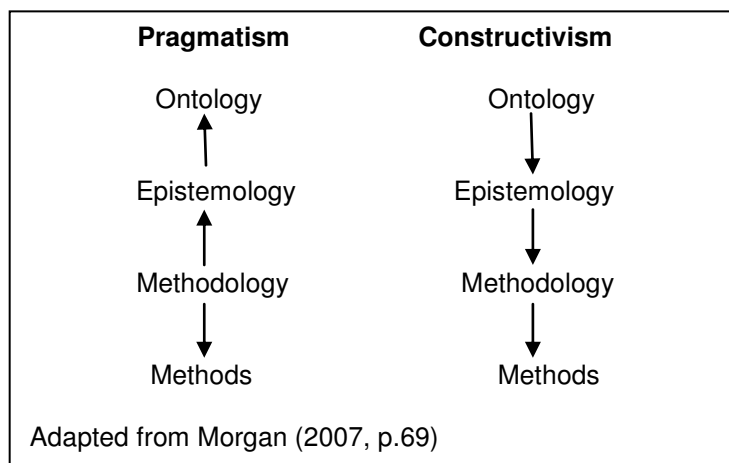 Pragmatism Constructivism
Ontology Ontology
Epistemology Epistemology
Methodology Methodology
Methods Methods
Adapted from Morgan (2007, p.69)